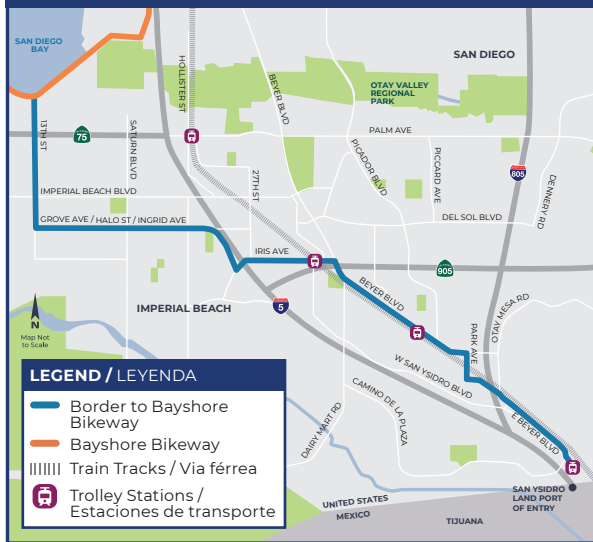 SAN DIEGO
BAY
SAN DIEGO
HOLLISTER ST
BEYER BLVD
OTAY VALLEY
REGIONAL
PARK
13TH ST
75
SATURN BLVD
PALM AVE
PICADOR BLVD
PICCARD AVE
805
DENNERY RD
27TH ST
IMPERIAL BEACH BLVD
GROVE AVE / HALO ST / INGRID AVE
DEL SOL BLVD
IRIS AVE
905
BEYER BLVD
IMPERIAL BEACH
5
OTAY MESA RD
N
Map Not
to Scale
PARK AVE
W SAN YSIDRO BLVD
CAMINO DE LA PLAZA
DAIRY MART RD
E BEYER BLVD
LEGEND / LEYENDA
Border to Bayshore
Bikeway
Bayshore Bikeway
Train Tracks / Via férrea
Trolley Stations /
Estaciones de transporte
SAN YSIDRO
LAND PORT
OF ENTRY
UNITED STATES
MEXICO
TIJUANA